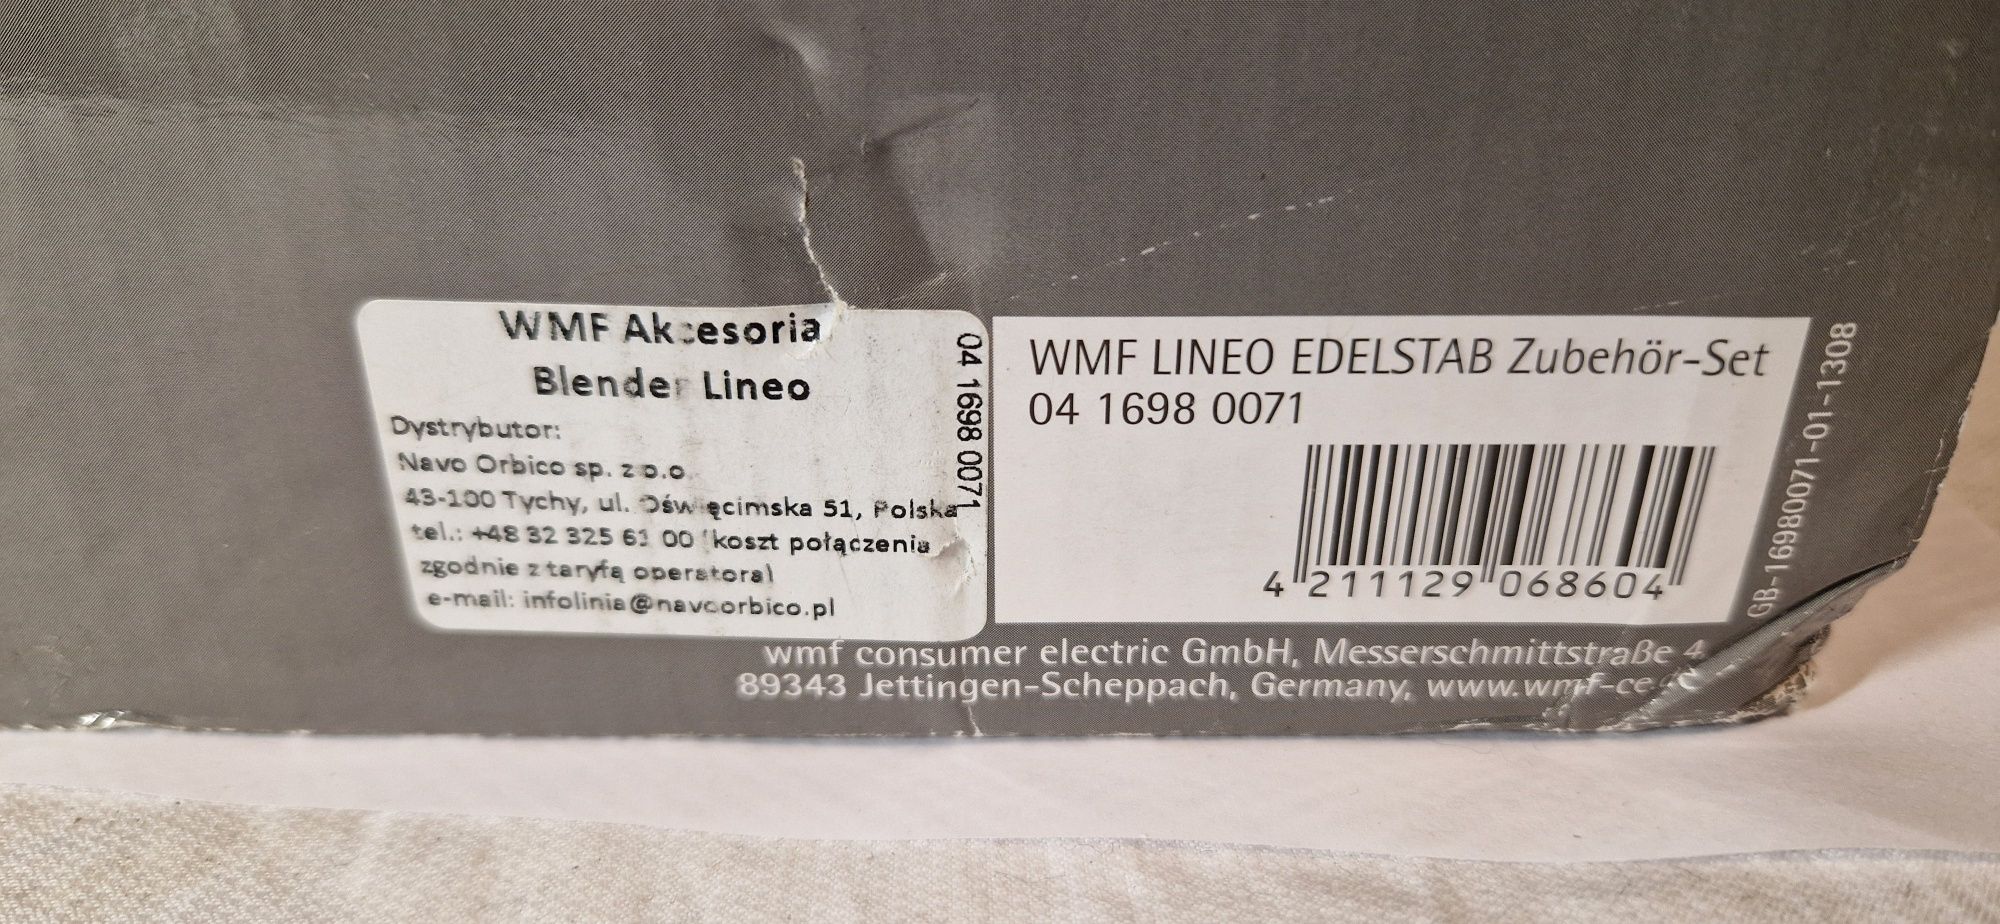 WMF Akcesoria
Blender Lineo
Dystrybutor:
Navo Orbico sp. z o.o.
43-100 Tychy, ul. Oświęcimska 51, Polska
tel.: +48 32 325 61 00 (koszt połączenia
zgodnie z taryfą operatora)
e-mail: infolinia@navoorbico.pl
04 1698 0071
WMF LINEO EDELSTAB Zubehör-Set
04 1698 0071
4 211129 068604
GB-16980071-01-1308
wmf consumer electric GmbH, Messerschmittstraße 4
89343 Jettingen-Scheppach, Germany, www.wmf-ce.de